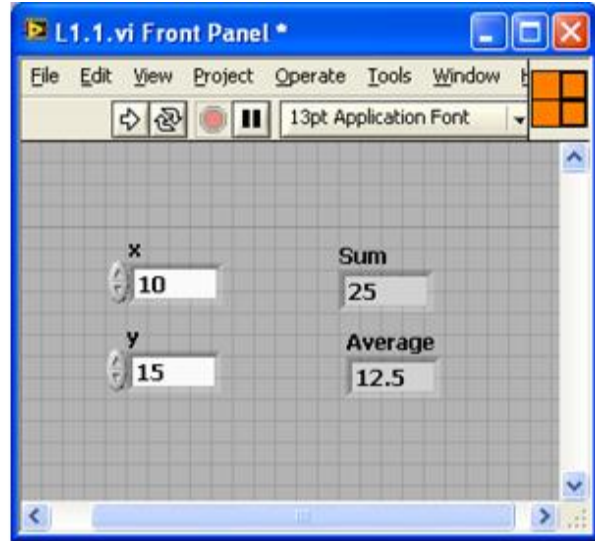 L1.1.vi Front Panel *
File Edit View Project Operate Tools Window
13pt Application Font
x
10
Sum
25
y
15
Average
12.5